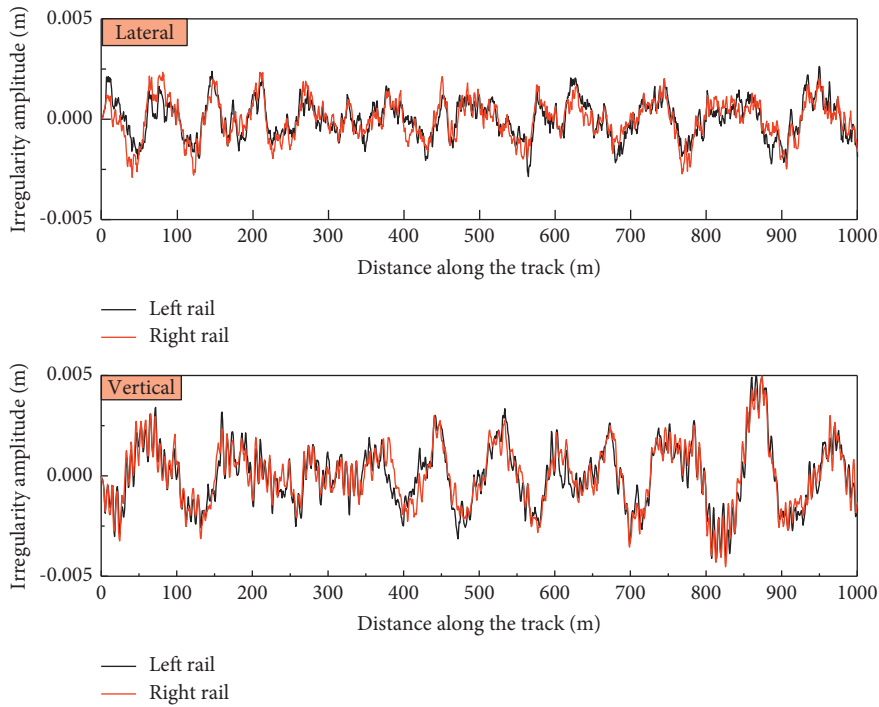 Lateral
Irregularity amplitude (m)
0.005
0.000
-0.005
0 100 200 300 400 500 600 700 800 900 1000
Distance along the track (m)
Left rail
Right rail
Vertical
Irregularity amplitude (m)
0.005
0.000
-0.005
0 100 200 300 400 500 600 700 800 900 1000
Distance along the track (m)
Left rail
Right rail